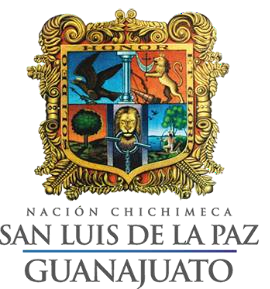 HONOR
NACIÓN CHICHIMECA
SAN LUIS DE LA PAZ
GUANAJUATO